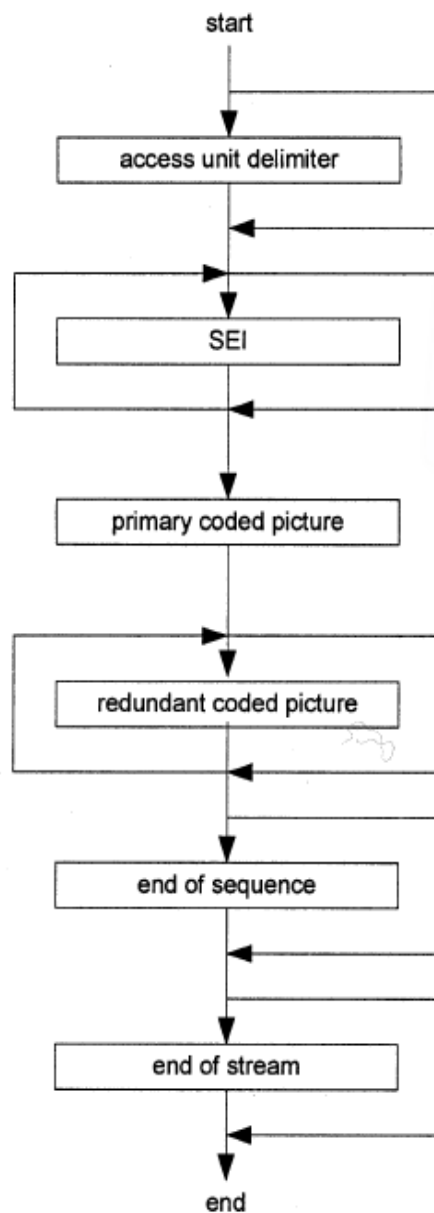 start
access unit delimiter
SEI
primary coded picture
redundant coded picture
end of sequence
end of stream
end